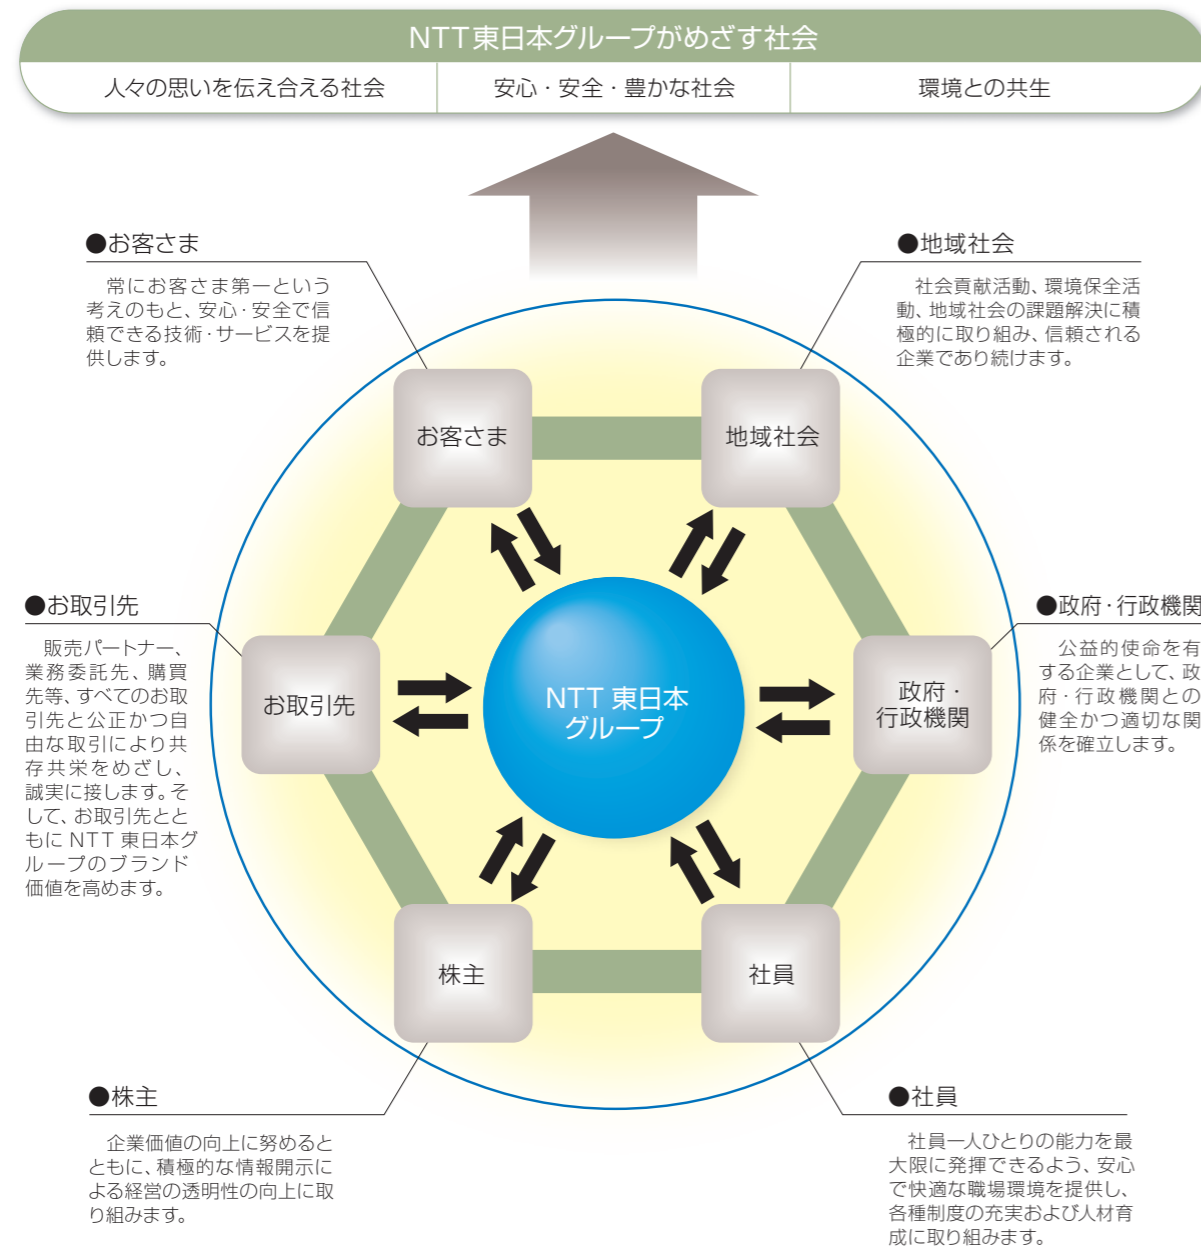 NTT東日本グループがめざす社会
人々の思いを伝え合える社会
安心・安全・豊かな社会
環境との共生
●お客さま
常にお客さま第一という
考えのもと、安心・安全で信
頼できる技術・サービスを提
供します。
●地域社会
社会貢献活動、環境保全活
動、地域社会の課題解決に積
極的に取り組み、信頼される
企業であり続けます。
お客さま
地域社会
●お取引先
販売パートナー、
業務委託先、購買
先等、すべてのお取
引先と公正かつ自
由な取引により共
存共栄をめざし、
誠実に接します。そ
して、お取引先とと
もに NTT 東日本グ
ループのブランド
価値を高めます。
お取引先
NTT 東日本
グループ
政府・
行政機関
●政府・行政機関
公益的使命を有
する企業として、政
府・行政機関との
健全かつ適切な関
係を確立します。
株主
社員
●株主
企業価値の向上に努めると
ともに、積極的な情報開示に
よる経営の透明性の向上に取
り組みます。
●社員
社員一人ひとりの能力を最
大限に発揮できるよう、安心
で快適な職場環境を提供し、
各種制度の充実および人材育
成に取り組みます。